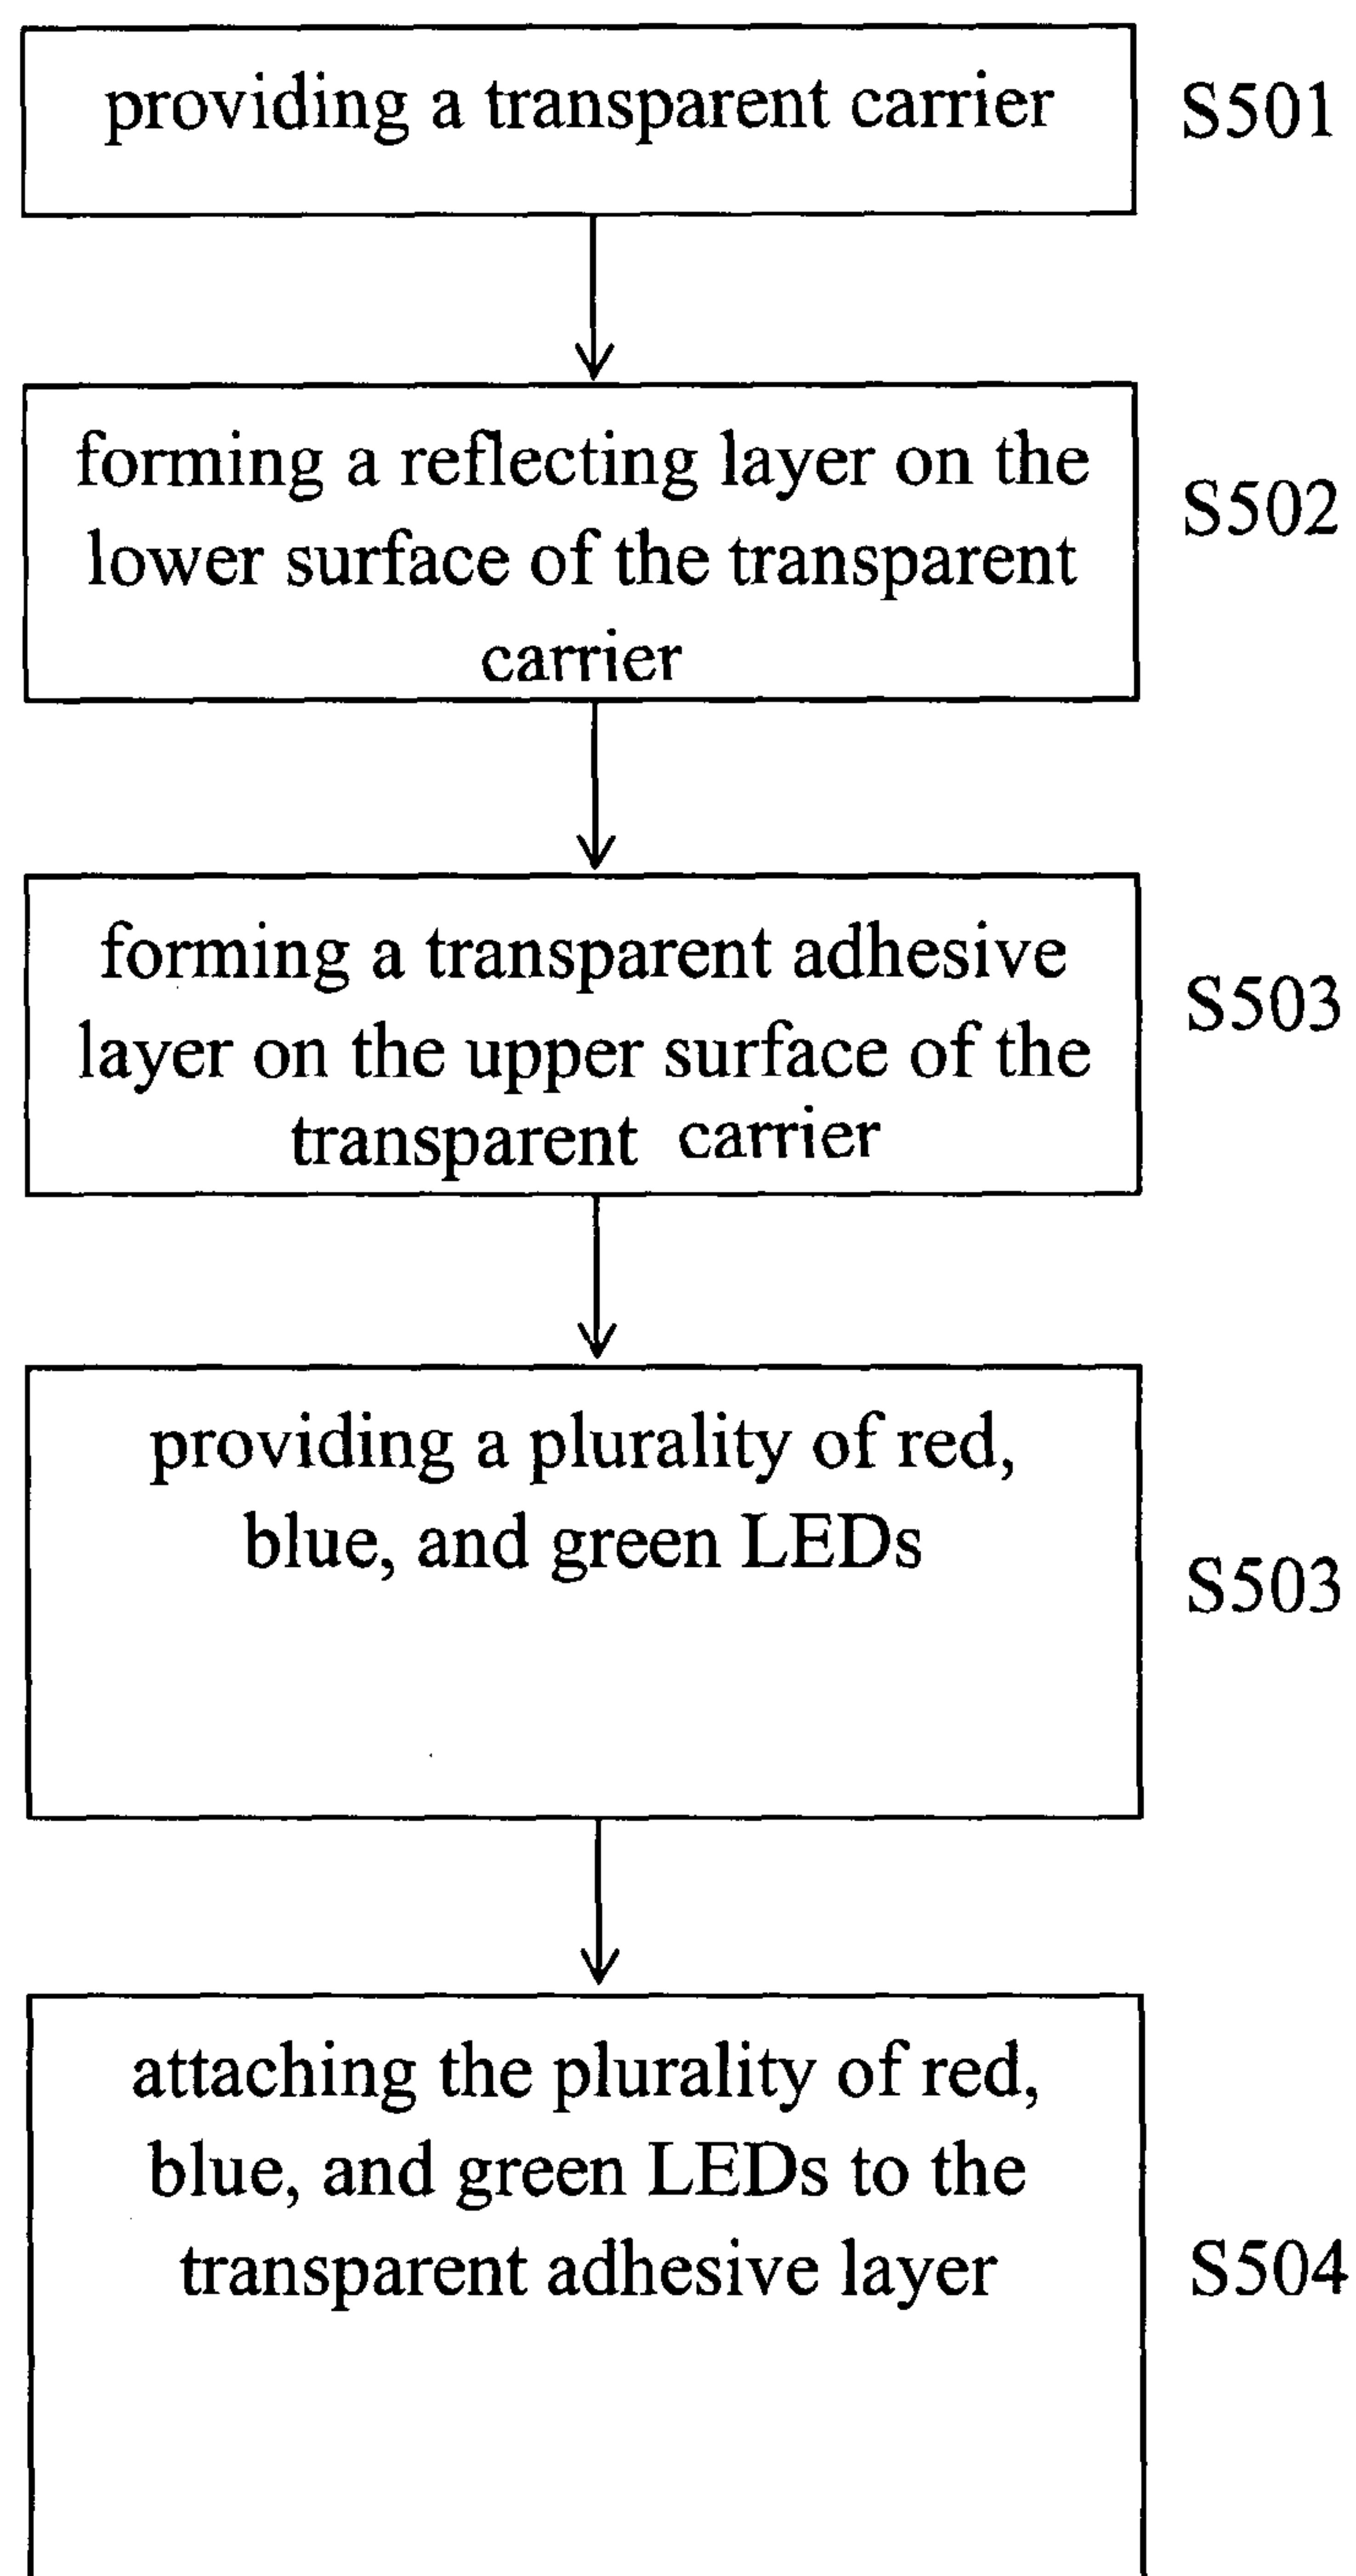 providing a transparent carrier
S501
forming a reflecting layer on the
lower surface of the transparent
carrier
S502
forming a transparent adhesive
layer on the upper surface of the
transparent carrier
S503
providing a plurality of red,
blue, and green LEDs
S503
attaching the plurality of red,
blue, and green LEDs to the
transparent adhesive layer
S504